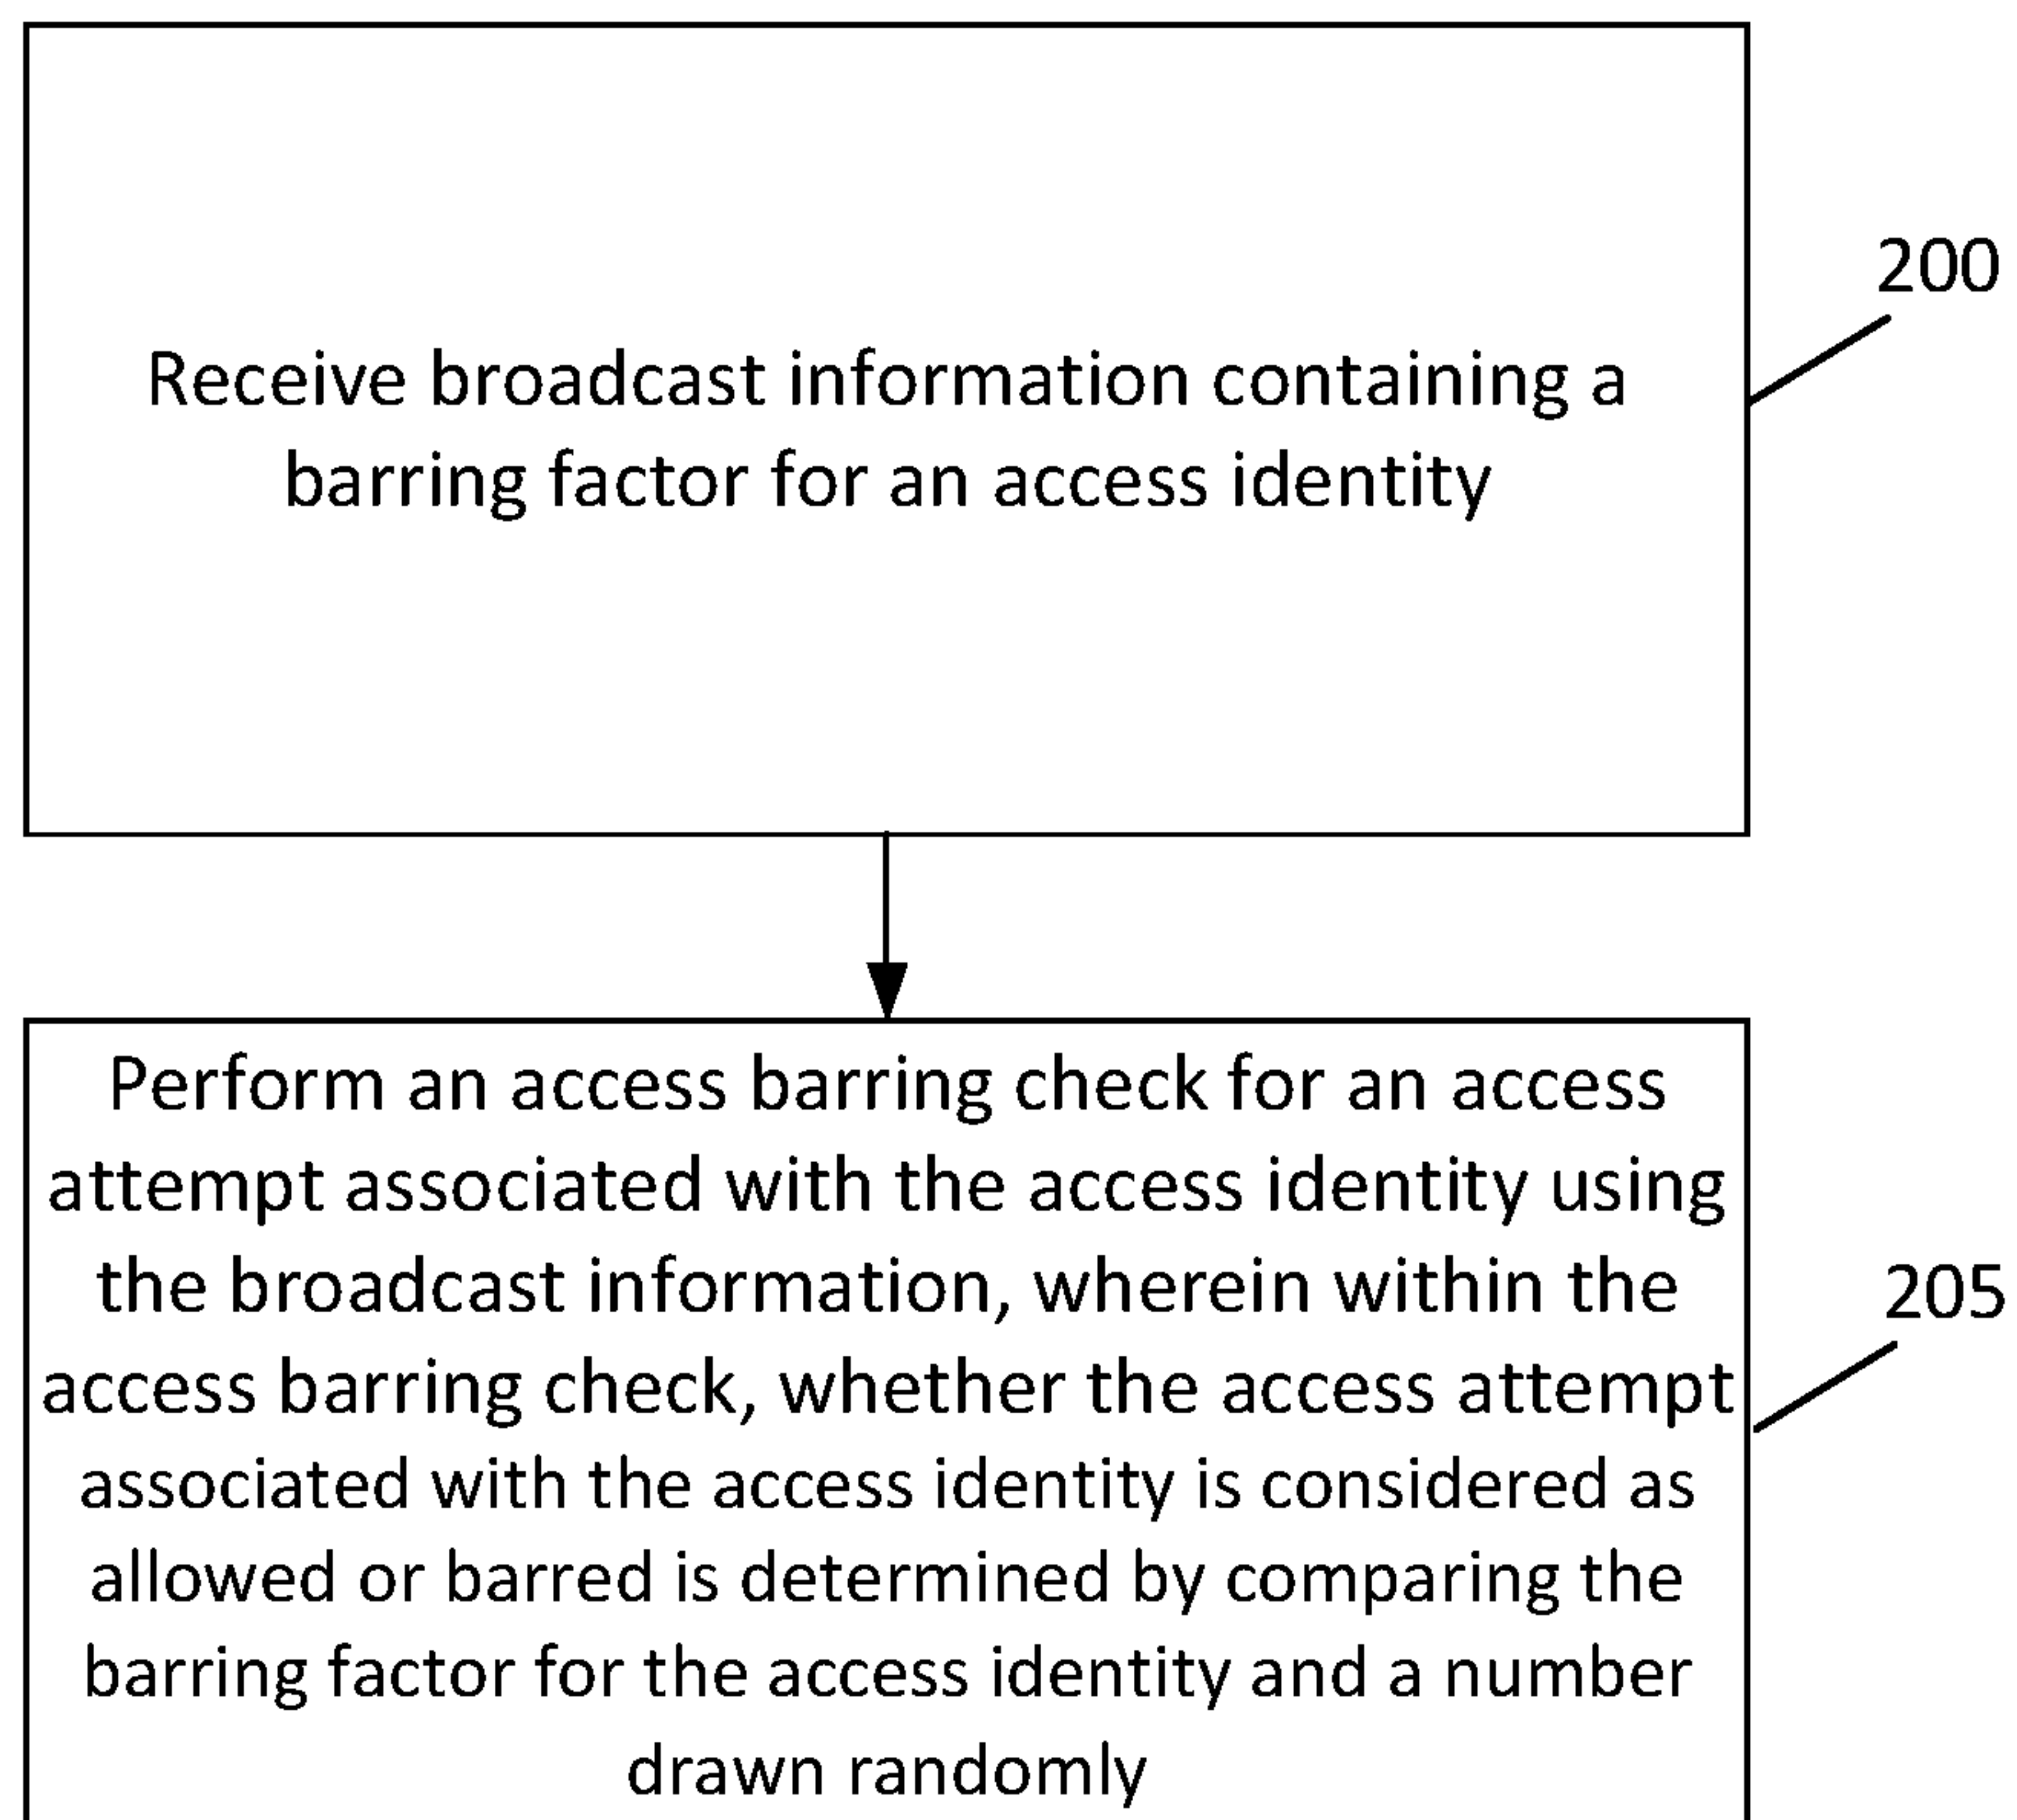 Receive broadcast information containing a
barring factor for an access identity
200
Perform an access barring check for an access
attempt associated with the access identity using
the broadcast information, wherein within the
access barring check, whether the access attempt
associated with the access identity is considered as
allowed or barred is determined by comparing the
barring factor for the access identity and a number
drawn randomly
205